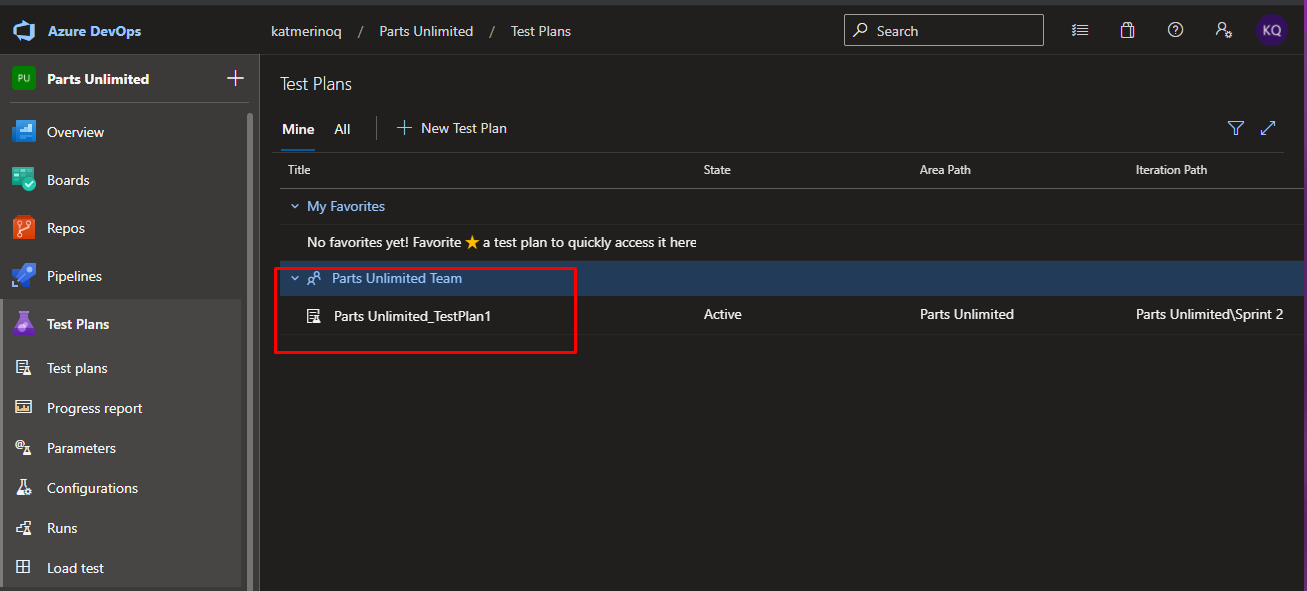 Azure DevOps
katmerinoq / Parts Unlimited / Test Plans
Search
KQ
PU Parts Unlimited
Overview
Boards
Repos
Pipelines
Test Plans
Test plans
Progress report
Parameters
Configurations
Runs
Load test
Test Plans
Mine All New Test Plan
Title State Area Path Iteration Path
My Favorites
No favorites yet! Favorite ★ a test plan to quickly access it here
Parts Unlimited Team
Parts Unlimited_TestPlan1 Active Parts Unlimited Parts Unlimited\Sprint 2